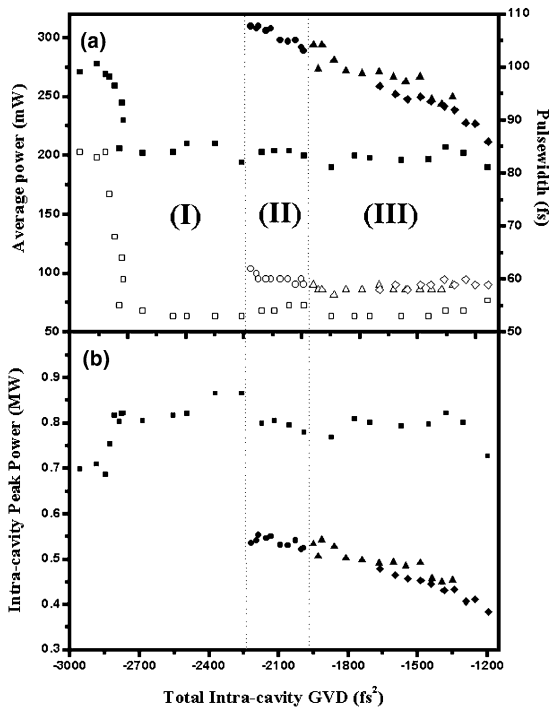 (a)
Average power (mW)
300
250
200
150
100
50
Pulsewidth (fs)
110
100
90
80
70
60
50
(I)
(II)
(III)
(b)
Intra-cavity Peak Power (MW)
0.9
0.8
0.7
0.6
0.5
0.4
0.3
-3000 -2700 -2400 -2100 -1800 -1500 -1200
Total Intra-cavity GVD (fs²)